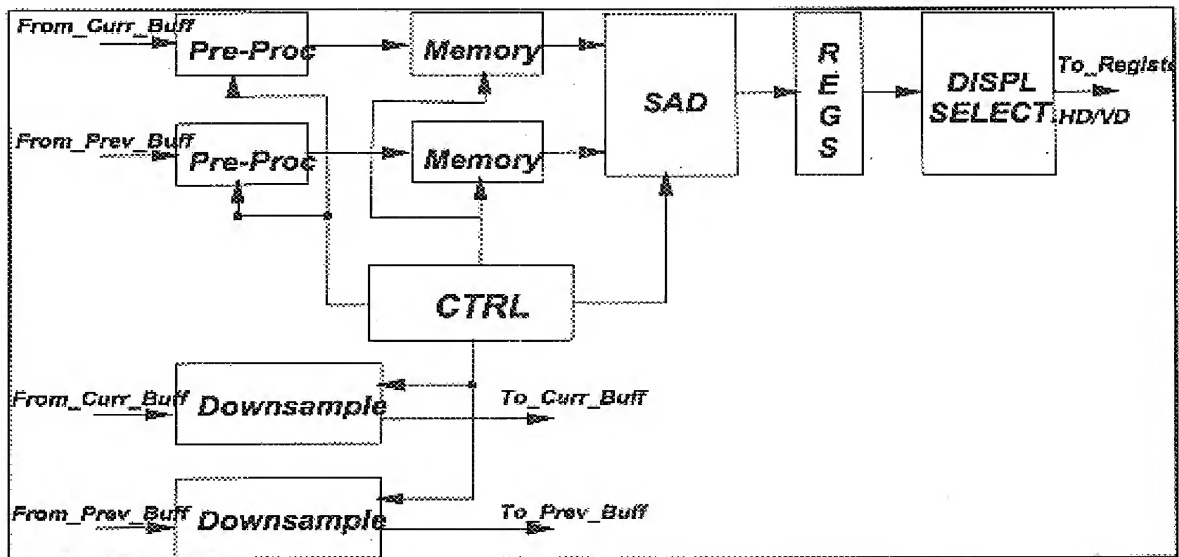 From_Curr_Buff
Pre-Proc
Memory
SAD
R
E
G
S
DISPL
SELECT
To_Registe
HD/VD
From_Prev_Buff
Pre-Proc
Memory
CTRL
From_Curr_Buff
Downsample
To_Curr_Buff
From_Prev_Buff
Downsample
To_Prev_Buff